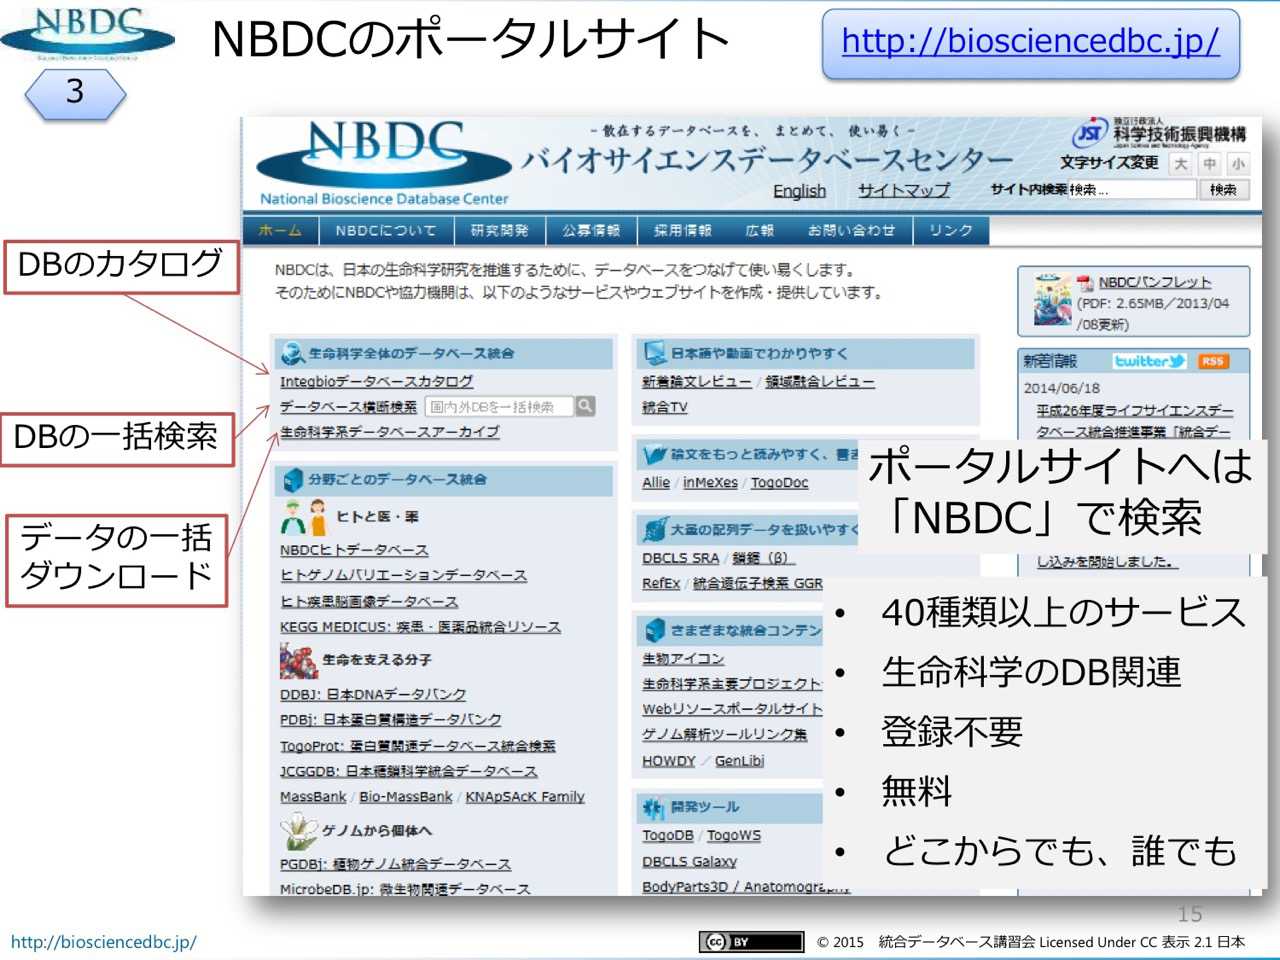 NBDC
NBDCのポータルサイト
http://biosciencedbc.jp/
3
NBDC
National Bioscience Database Center
- 散在するデータベースを、 まとめて、 使い易く -
バイオサイエンスデータベースセンター
English サイトマップ
JST 独立行政法人
科学技術振興機構
Japan Science and Technology Agency
文字サイズ変更 大 中 小
サイト内検索 検索... 検索
ホーム NBDCについて 研究開発 公募情報 採用情報 広報 お問い合わせ リンク
DBのカタログ
DBの一括検索
データの一括
ダウンロード
NBDCは、日本の生命科学研究を推進するために、データベースをつなげて使い易くします。
そのためにNBDCや協力機関は、以下のようなサービスやウェブサイトを作成・提供しています。
生命科学全体のデータベース統合
Integbioデータベースカタログ
データベース横断検索 国内外DBを一括検索
生命科学系データベースアーカイブ
分野ごとのデータベース統合
ヒトと医・薬
NBDCヒトデータベース
ヒトゲノムバリエーションデータベース
ヒト疾患脳画像データベース
KEGG MEDICUS: 疾患・医薬品統合リソース
生命を支える分子
DDBJ: 日本DNAデータバンク
PDBj: 日本蛋白質構造データバンク
TogoProt: 蛋白質関連データベース統合検索
JCGGDB: 日本糖鎖科学統合データベース
MassBank / Bio-MassBank / KNApSAcK Family
ゲノムから個体へ
PGDBj: 植物ゲノム統合データベース
MicrobeDB.jp: 微生物関連データベース
日本語や動画でわかりやすく
新着論文レビュー / 領域融合レビュー
統合TV
論文をもっと読みやすく、書き
Allie / inMeXes / TogoDoc
大量の配列データを扱いやすく
DBCLS SRA / 鎖鋸（β）
RefEx / 統合遺伝子検索 GGR
さまざまな統合コンテン
生物アイコン
生命科学系主要プロジェクト
Webリソースポータルサイト
ゲノム解析ツールリンク集
HOWDY / GenLibi
開発ツール
TogoDB / TogoWS
DBCLS Galaxy
BodyParts3D / Anatomography
NBDCパンフレット
(PDF: 2.65MB／2013/04
/08更新)
新着情報 twitter RSS
2014/06/18
平成26年度ライフサイエンスデー
タベース統合推進事業「統合デー
し込みを開始しました。
ポータルサイトへは
「NBDC」で検索
• 40種類以上のサービス
• 生命科学のDB関連
• 登録不要
• 無料
• どこからでも、誰でも
15
http://biosciencedbc.jp/
cc BY
© 2015 統合データベース講習会 Licensed Under CC 表示 2.1 日本